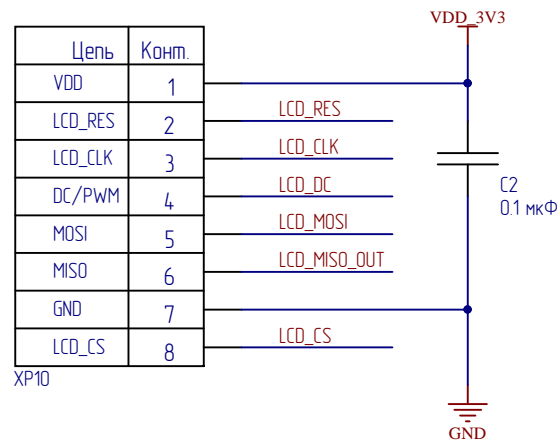 VDD_3V3
Цепь Конт.
VDD 1
LCD_RES 2 LCD_RES
LCD_CLK 3 LCD_CLK
DC/PWM 4 LCD_DC
MOSI 5 LCD_MOSI
MISO 6 LCD_MISO_OUT
GND 7
LCD_CS 8 LCD_CS
XP10
C2
0.1 мкФ
GND